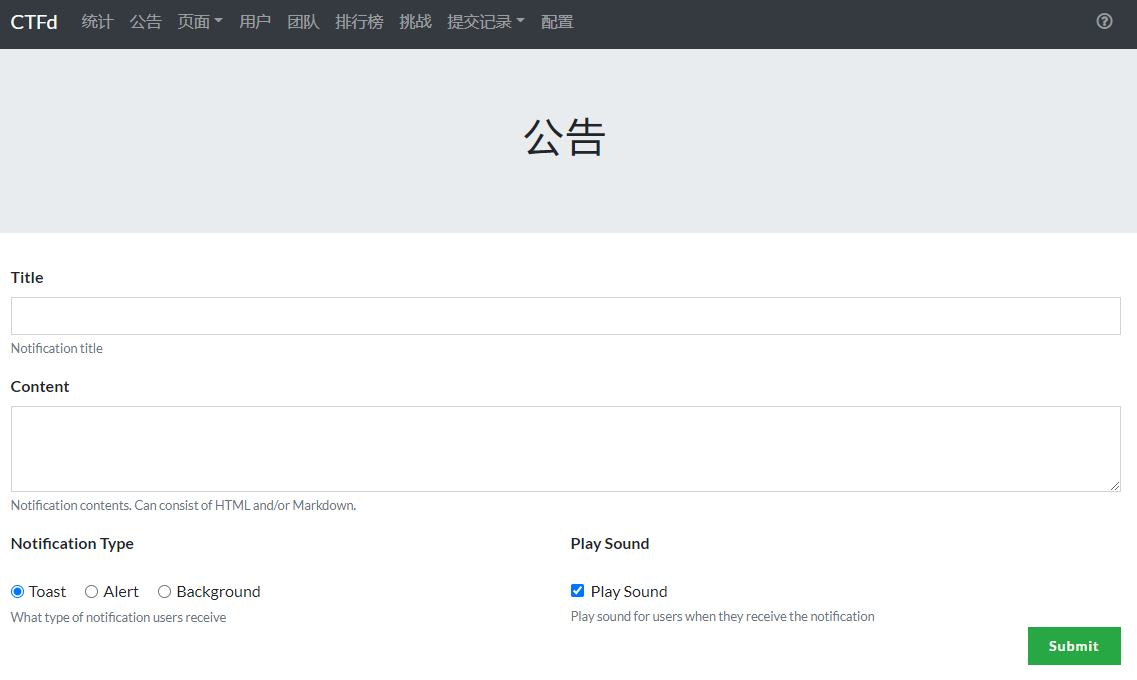 CTFd 统计 公告 页面 用户 团队 排行榜 挑战 提交记录 配置
公告
Title
Notification title
Content
Notification contents. Can consist of HTML and/or Markdown.
Notification Type Play Sound
Toast Alert Background Play Sound
What type of notification users receive Play sound for users when they receive the notification
Submit